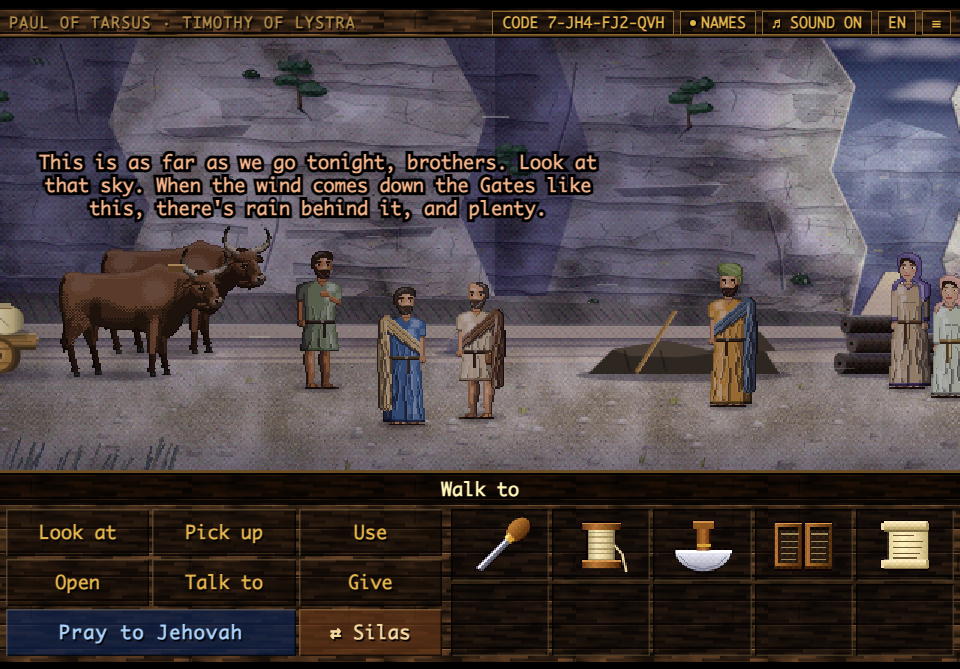 PAUL OF TARSUS · TIMOTHY OF LYSTRA
CODE 7-JH4-FJ2-QVH
● NAMES
♬ SOUND ON
EN
≡
This is as far as we go tonight, brothers. Look at
that sky. When the wind comes down the Gates like
this, there's rain behind it, and plenty.
Walk to
Look at
Pick up
Use
Open
Talk to
Give
Pray to Jehovah
⇄ Silas